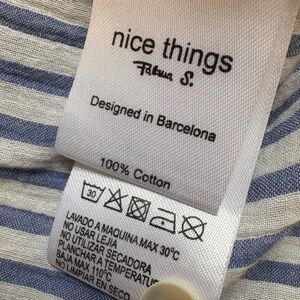 nice things
Paloma S.
Designed in Barcelona
100% Cotton
30
LAVADO A MAQUINA MAX 30°C
NO USAR LEJIA
NO UTILIZAR SECADORA
PLANCHAR A TEMPERATUR
BAJA MAX 110°C
NO LIMPIAR EN SECO